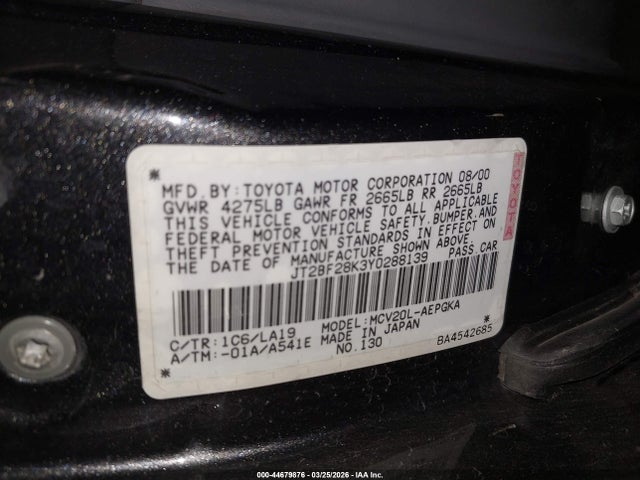 MFD. BY: TOYOTA MOTOR CORPORATION 08/00
GVWR 4275LB GAWR FR 2665LB RR 2665LB
THIS VEHICLE CONFORMS TO ALL APPLICABLE
FEDERAL MOTOR VEHICLE SAFETY, BUMPER, AND
THEFT PREVENTION STANDARDS IN EFFECT ON
THE DATE OF MANUFACTURE SHOWN ABOVE.
JT2BF28K3Y0288139 PASS.CAR
TOYOTA
C/TR: 1C6/LA19 MODEL: MCV20L-AEPGKA
A/TM: -01A/A541E MADE IN JAPAN
NO.130 BA4542685
000-44679876 | 03/25/2026 | IAA Inc.